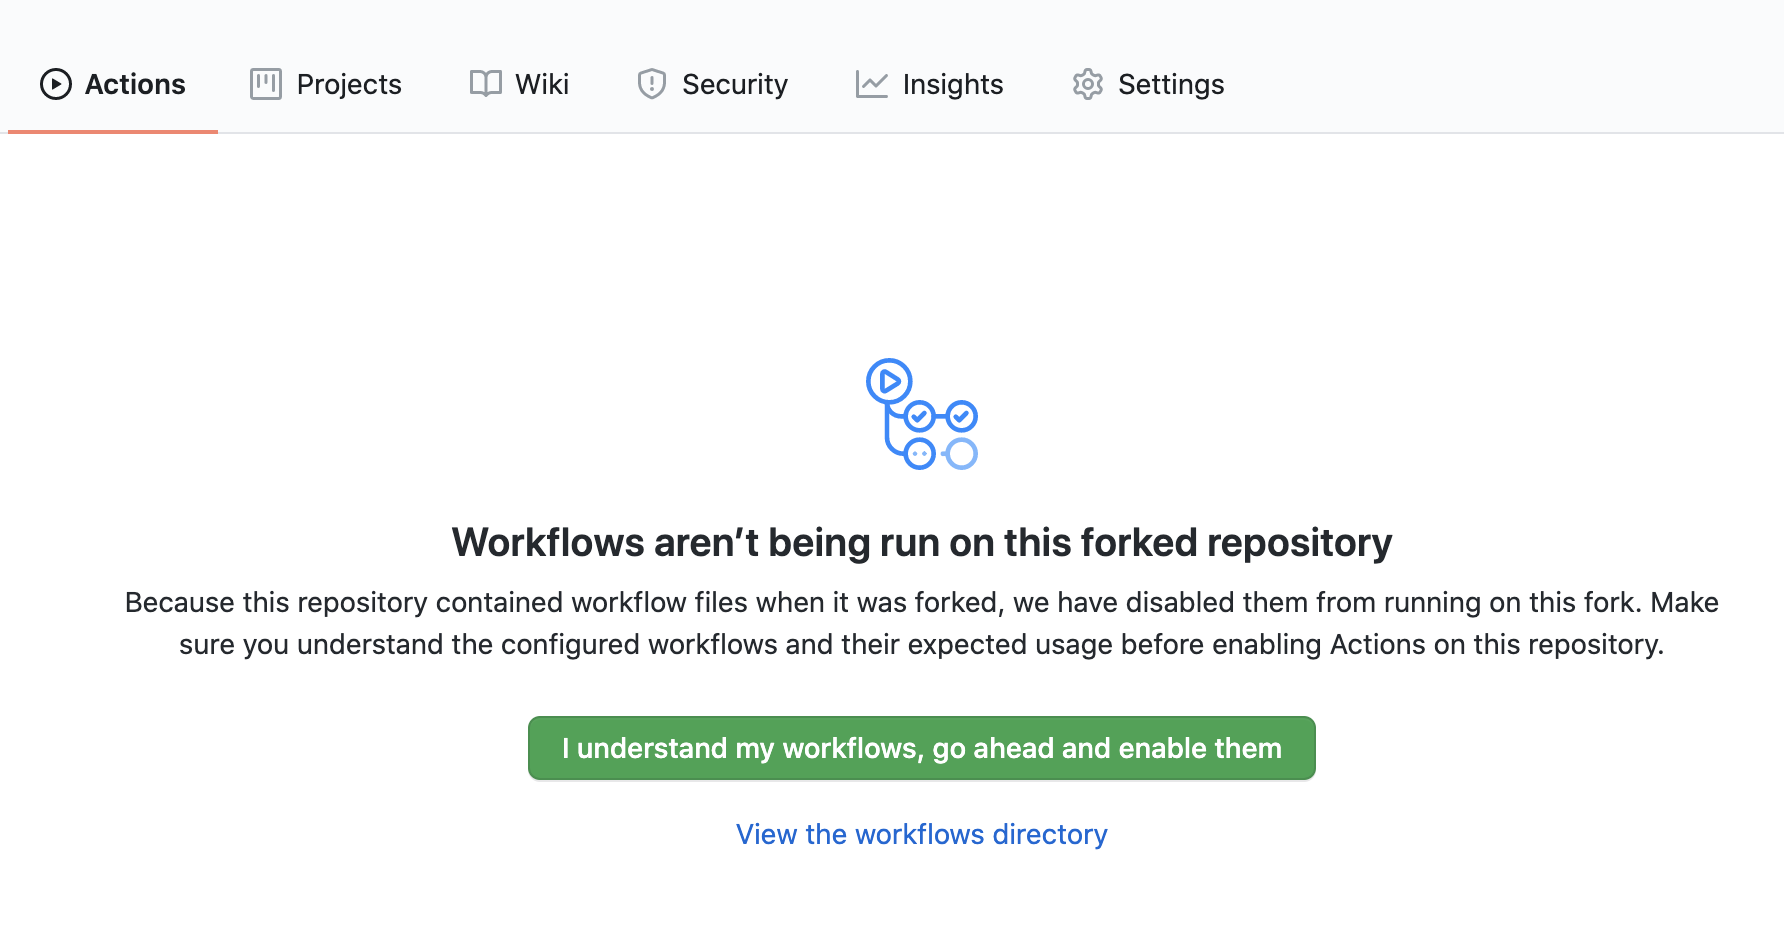 Actions Projects Wiki Security Insights Settings
Workflows aren’t being run on this forked repository
Because this repository contained workflow files when it was forked, we have disabled them from running on this fork. Make
sure you understand the configured workflows and their expected usage before enabling Actions on this repository.
I understand my workflows, go ahead and enable them
View the workflows directory